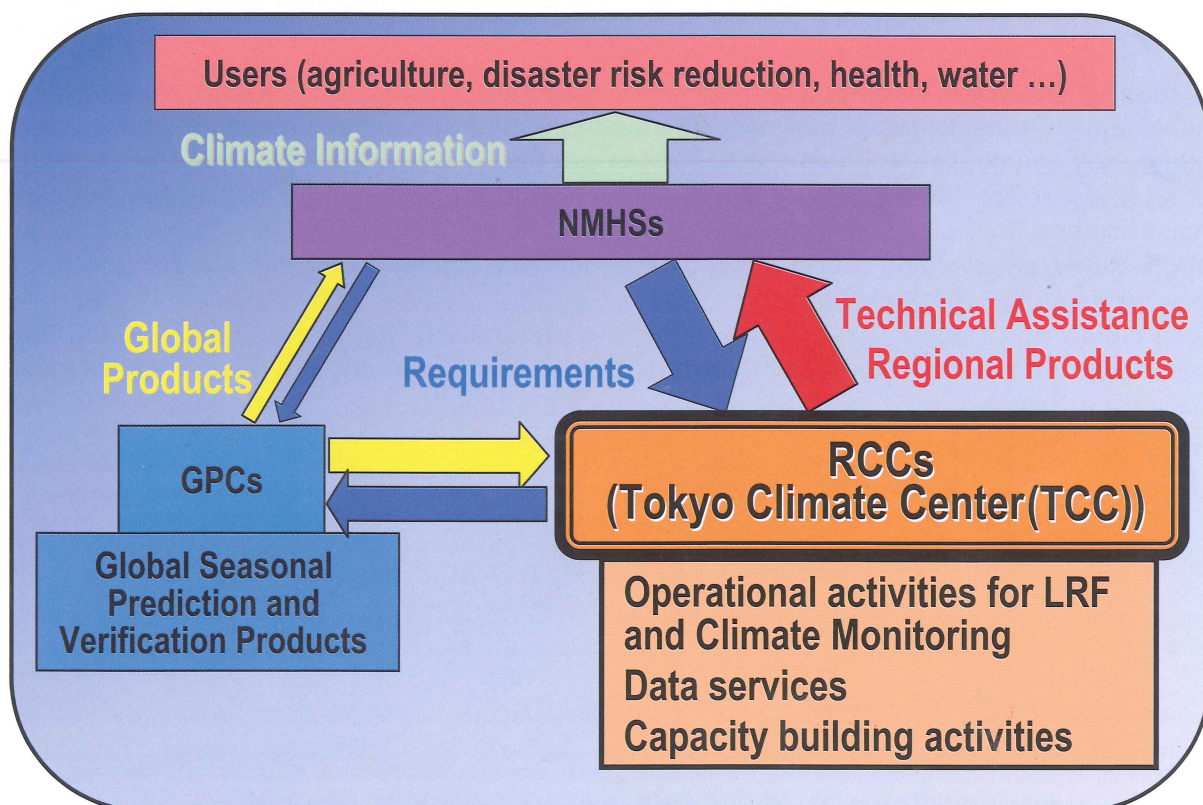 Users (agriculture, disaster risk reduction, health, water ...)
Climate Information
NMHSs
Global
Products
Requirements
Technical Assistance
Regional Products
GPCs
Global Seasonal
Prediction and
Verification Products
RCCs
(Tokyo Climate Center(TCC))
Operational activities for LRF
and Climate Monitoring
Data services
Capacity building activities